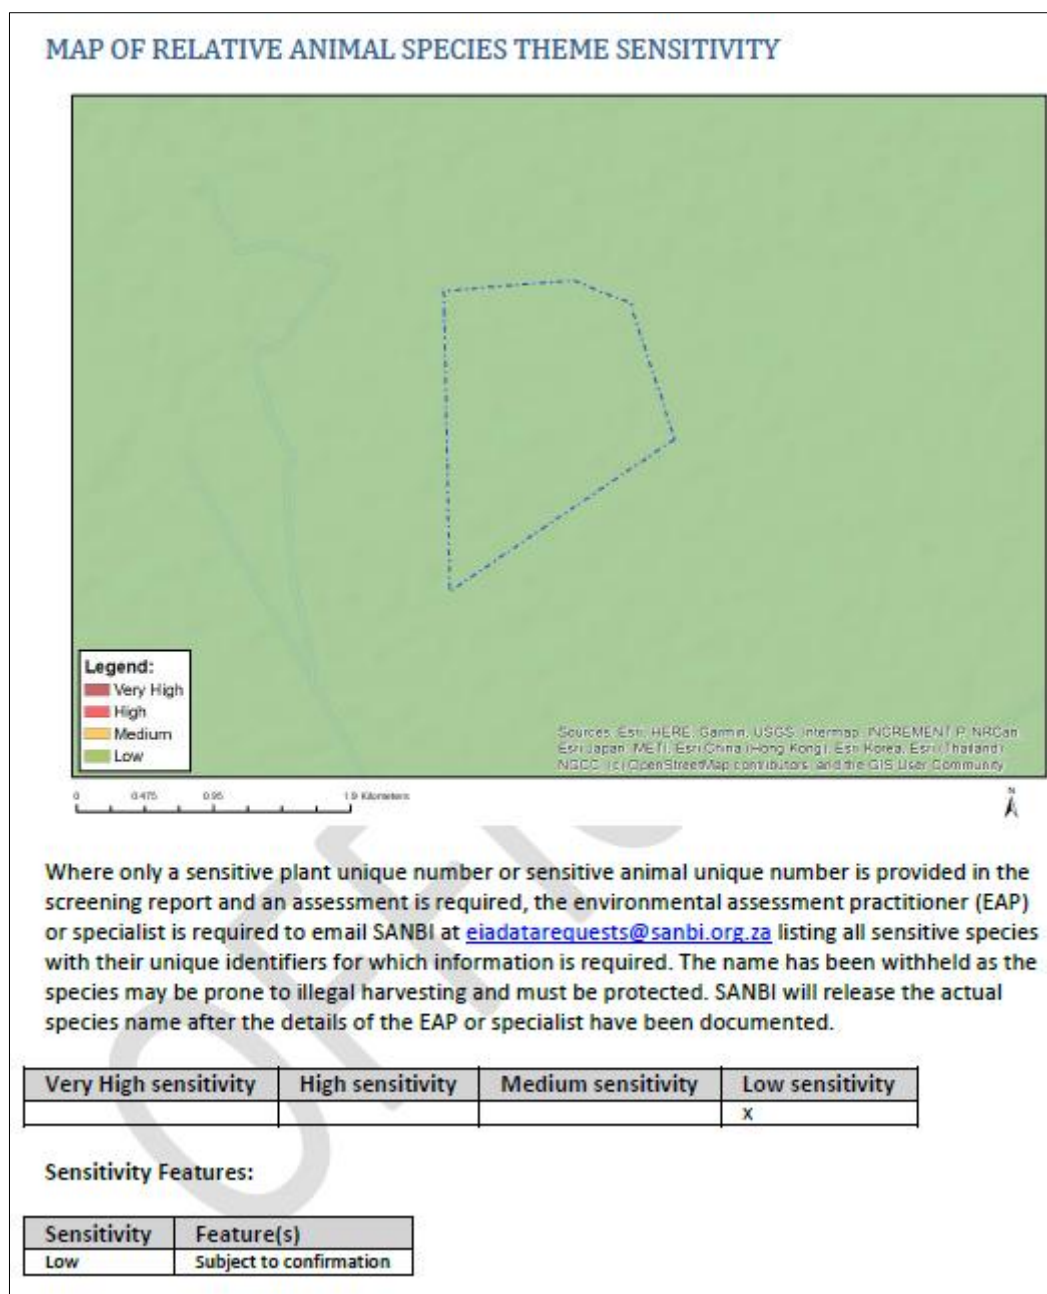 MAP OF RELATIVE ANIMAL SPECIES THEME SENSITIVITY
Legend:
Very High
High
Medium
Low
Sources: Esri, HERE, Garmin, USGS, Intermap, INCREMENT P, NRCan,
Esri Japan, METI, Esri China (Hong Kong), Esri Korea, Esri (Thailand),
NGCC, (c) OpenStreetMap contributors, and the GIS User Community
0 0.475 0.95 1.9 Kilometers
N
Where only a sensitive plant unique number or sensitive animal unique number is provided in the
screening report and an assessment is required, the environmental assessment practitioner (EAP)
or specialist is required to email SANBI at eiadatarequests@sanbi.org.za listing all sensitive species
with their unique identifiers for which information is required. The name has been withheld as the
species may be prone to illegal harvesting and must be protected. SANBI will release the actual
species name after the details of the EAP or specialist have been documented.
Very High sensitivity High sensitivity Medium sensitivity Low sensitivity
X
Sensitivity Features:
Sensitivity Feature(s)
Low Subject to confirmation